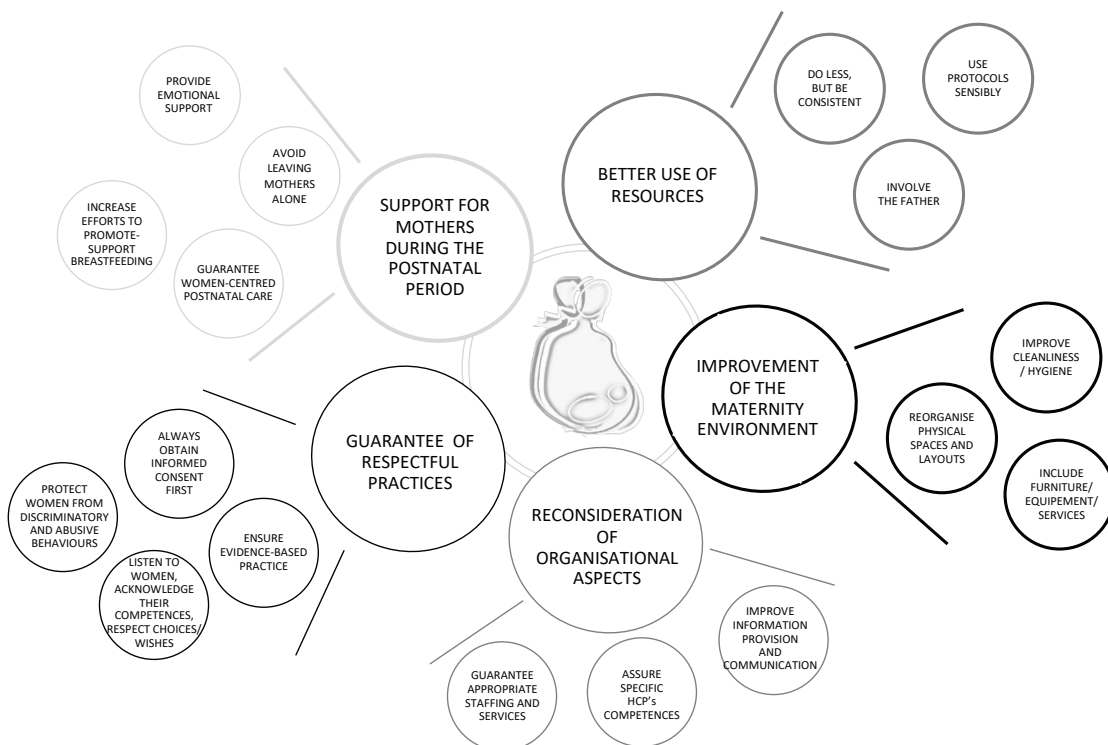 PROVIDE
EMOTIONAL
SUPPORT
AVOID
LEAVING
MOTHERS
ALONE
INCREASE
EFFORTS TO
PROMOTE-
SUPPORT
BREASTFEEDING
GUARANTEE
WOMEN-CENTRED
POSTNATAL CARE
SUPPORT FOR
MOTHERS
DURING THE
POSTNATAL
PERIOD
BETTER USE OF
RESOURCES
DO LESS,
BUT BE
CONSISTENT
USE
PROTOCOLS
SENSIBLY
INVOLVE
THE FATHER
IMPROVEMENT
OF THE
MATERNITY
ENVIRONMENT
IMPROVE
CLEANLINESS
/ HYGIENE
REORGANISE
PHYSICAL
SPACES AND
LAYOUTS
INCLUDE
FURNITURE/
EQUIPEMENT/
SERVICES
GUARANTEE OF
RESPECTFUL
PRACTICES
ALWAYS
OBTAIN
INFORMED
CONSENT
FIRST
PROTECT
WOMEN FROM
DISCRIMINATORY
AND ABUSIVE
BEHAVIOURS
ENSURE
EVIDENCE-BASED
PRACTICE
LISTEN TO
WOMEN,
ACKNOWLEDGE
THEIR
COMPETENCES,
RESPECT CHOICES/
WISHES
RECONSIDERATION
OF
ORGANISATIONAL
ASPECTS
GUARANTEE
APPROPRIATE
STAFFING AND
SERVICES
ASSURE
SPECIFIC
HCP's
COMPETENCES
IMPROVE
INFORMATION
PROVISION
AND
COMMUNICATION